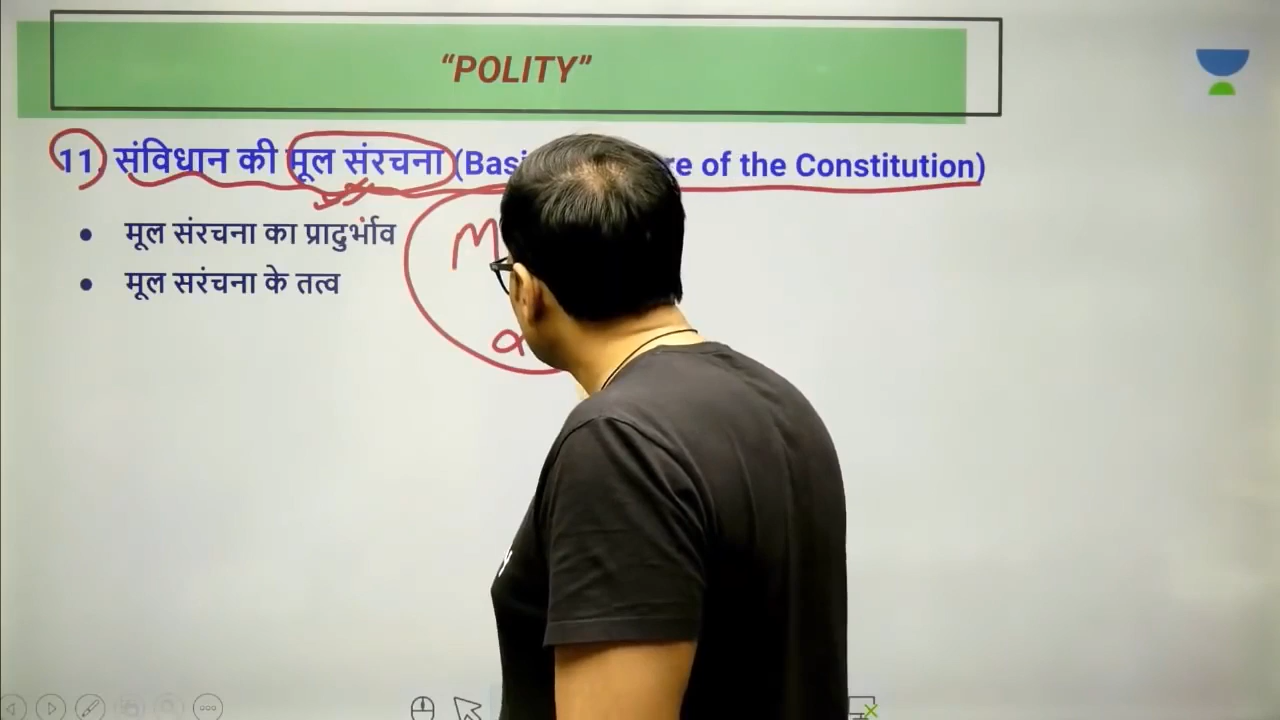 “POLITY”
11. संविधान की मूल संरचना (Basi re of the Constitution)
• मूल संरचना का प्रादुर्भाव
• मूल सरंचना के तत्व
M